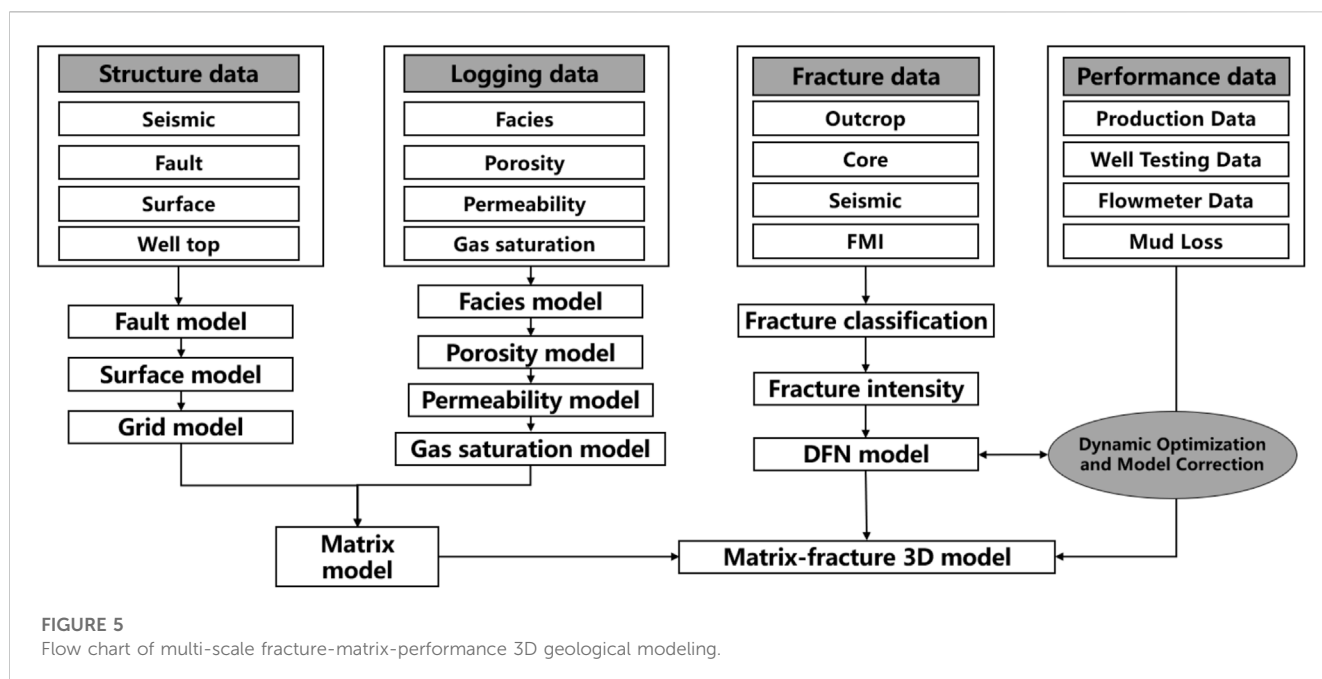 Structure data
Seismic
Fault
Surface
Well top
Fault model
Surface model
Grid model
Logging data
Facies
Porosity
Permeability
Gas saturation
Facies model
Porosity model
Permeability model
Gas saturation model
Matrix
model
Fracture data
Outcrop
Core
Seismic
FMI
Fracture classification
Fracture intensity
DFN model
Matrix-fracture 3D model
Performance data
Production Data
Well Testing Data
Flowmeter Data
Mud Loss
Dynamic Optimization
and Model Correction
FIGURE 5
Flow chart of multi-scale fracture-matrix-performance 3D geological modeling.